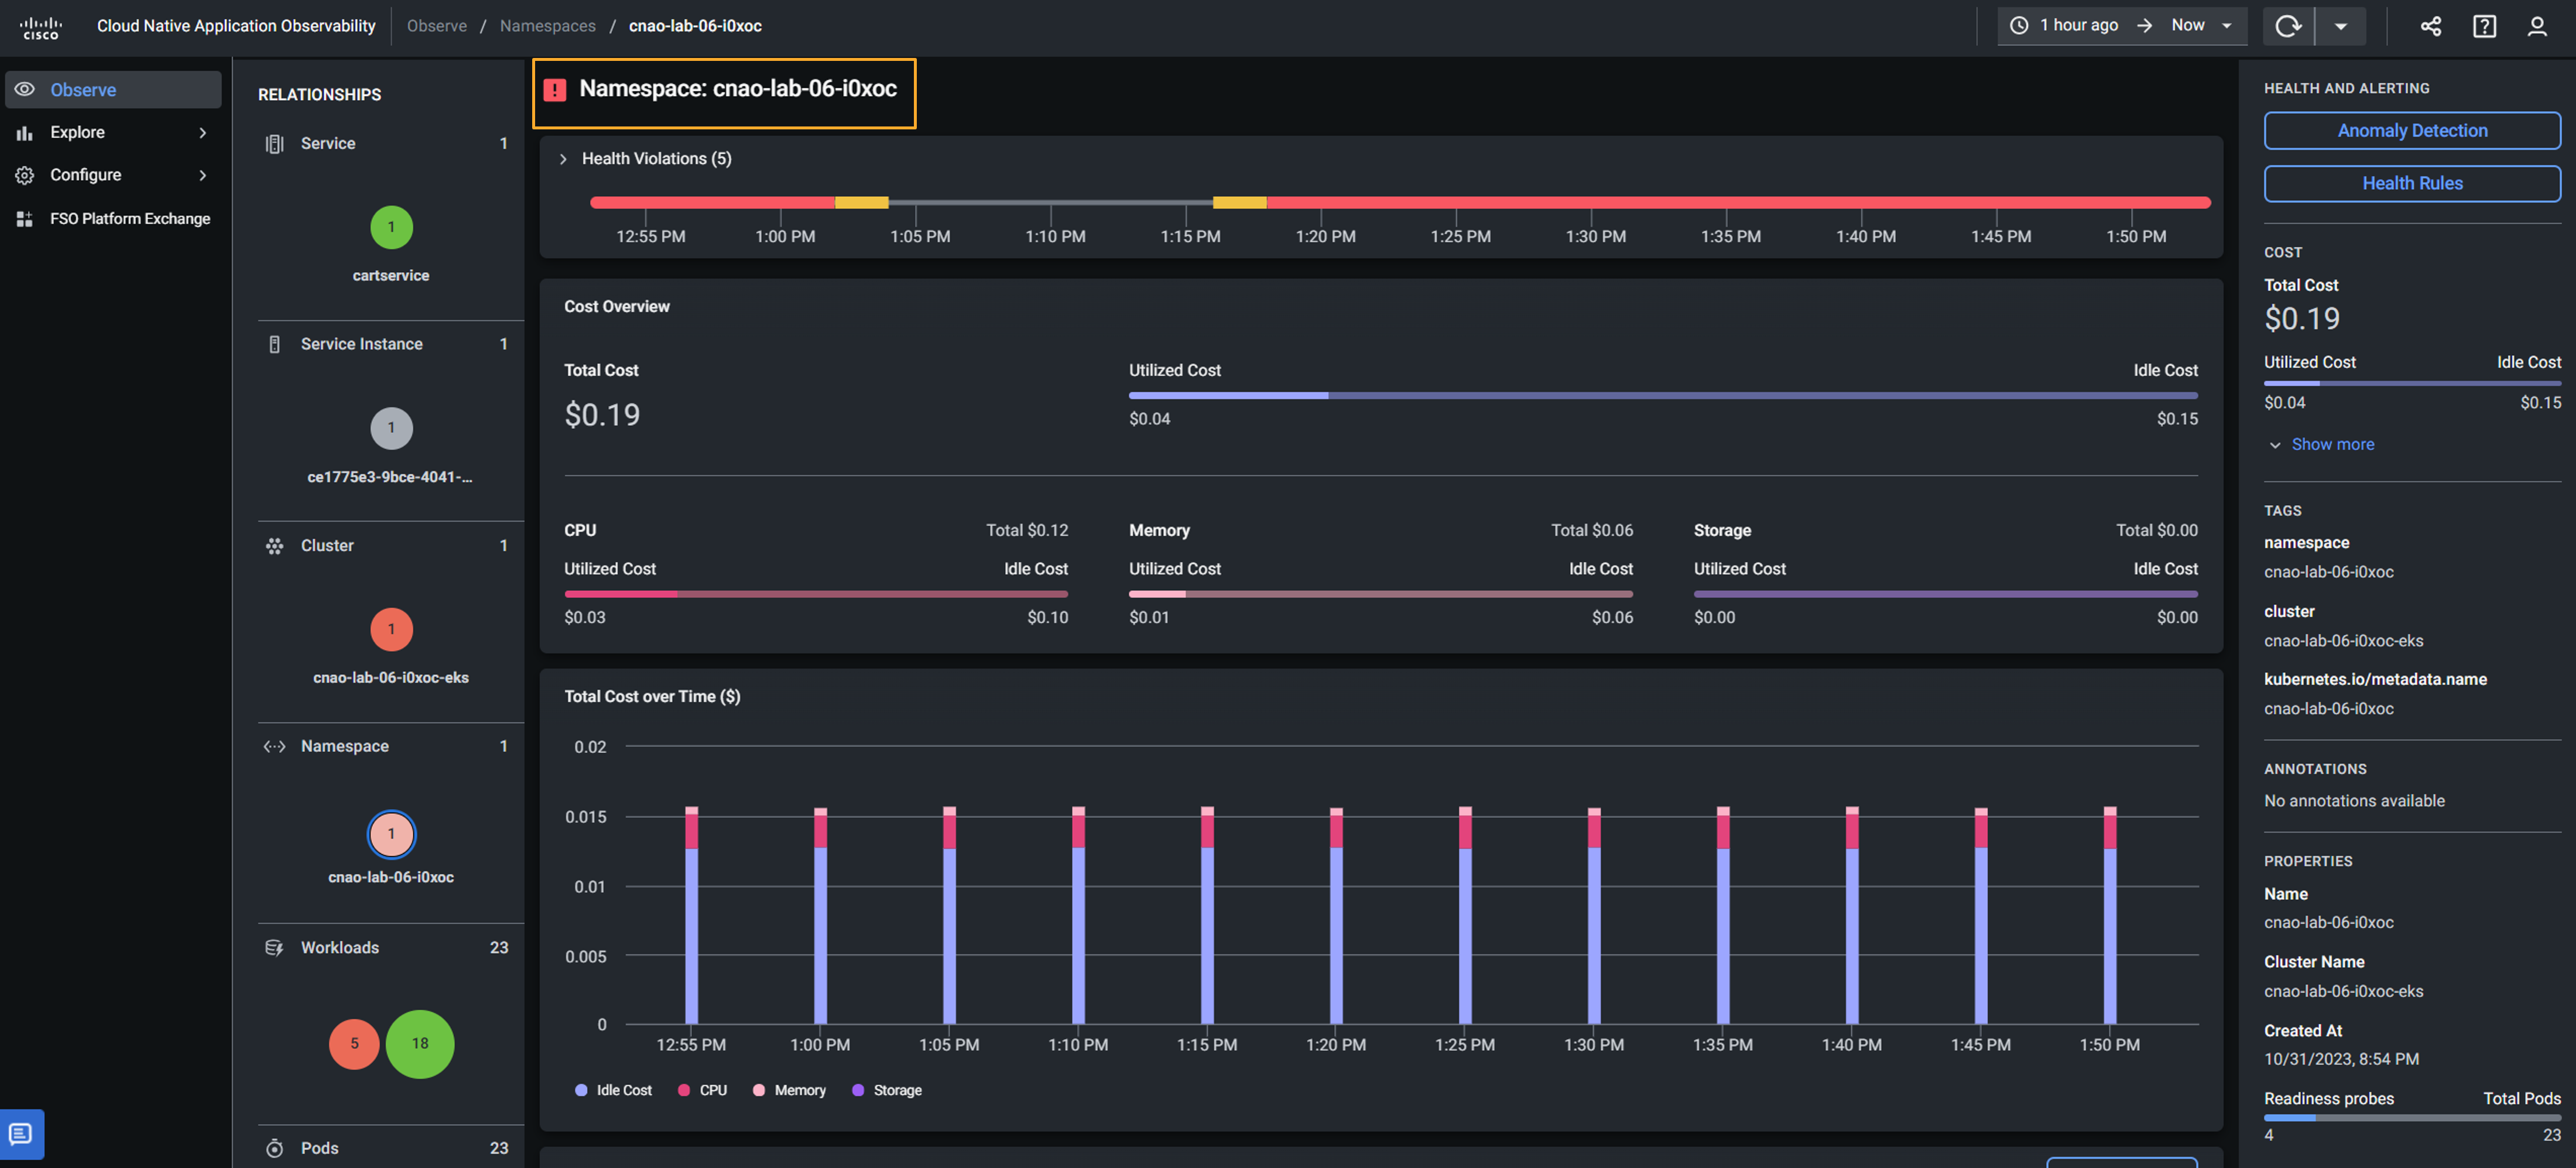 cisco
Cloud Native Application Observability
Observe / Namespaces / cnao-lab-06-i0xoc
1 hour ago → Now
Observe
Explore
Configure
FSO Platform Exchange
RELATIONSHIPS
Service 1
1
cartservice
Service Instance 1
1
ce1775e3-9bce-4041-...
Cluster 1
1
cnao-lab-06-i0xoc-eks
Namespace 1
1
cnao-lab-06-i0xoc
Workloads 23
5 18
Pods 23
Namespace: cnao-lab-06-i0xoc
Health Violations (5)
12:55 PM 1:00 PM 1:05 PM 1:10 PM 1:15 PM 1:20 PM 1:25 PM 1:30 PM 1:35 PM 1:40 PM 1:45 PM 1:50 PM
Cost Overview
Total Cost Utilized Cost Idle Cost
$0.19
$0.04 $0.15
CPU Total $0.12 Memory Total $0.06 Storage Total $0.00
Utilized Cost Idle Cost Utilized Cost Idle Cost Utilized Cost Idle Cost
$0.03 $0.10 $0.01 $0.06 $0.00 $0.00
Total Cost over Time ($)
0.02
0.015
0.01
0.005
0
12:55 PM 1:00 PM 1:05 PM 1:10 PM 1:15 PM 1:20 PM 1:25 PM 1:30 PM 1:35 PM 1:40 PM 1:45 PM 1:50 PM
Idle Cost CPU Memory Storage
HEALTH AND ALERTING
Anomaly Detection
Health Rules
COST
Total Cost
$0.19
Utilized Cost Idle Cost
$0.04 $0.15
Show more
TAGS
namespace
cnao-lab-06-i0xoc
cluster
cnao-lab-06-i0xoc-eks
kubernetes.io/metadata.name
cnao-lab-06-i0xoc
ANNOTATIONS
No annotations available
PROPERTIES
Name
cnao-lab-06-i0xoc
Cluster Name
cnao-lab-06-i0xoc-eks
Created At
10/31/2023, 8:54 PM
Readiness probes Total Pods
4 23